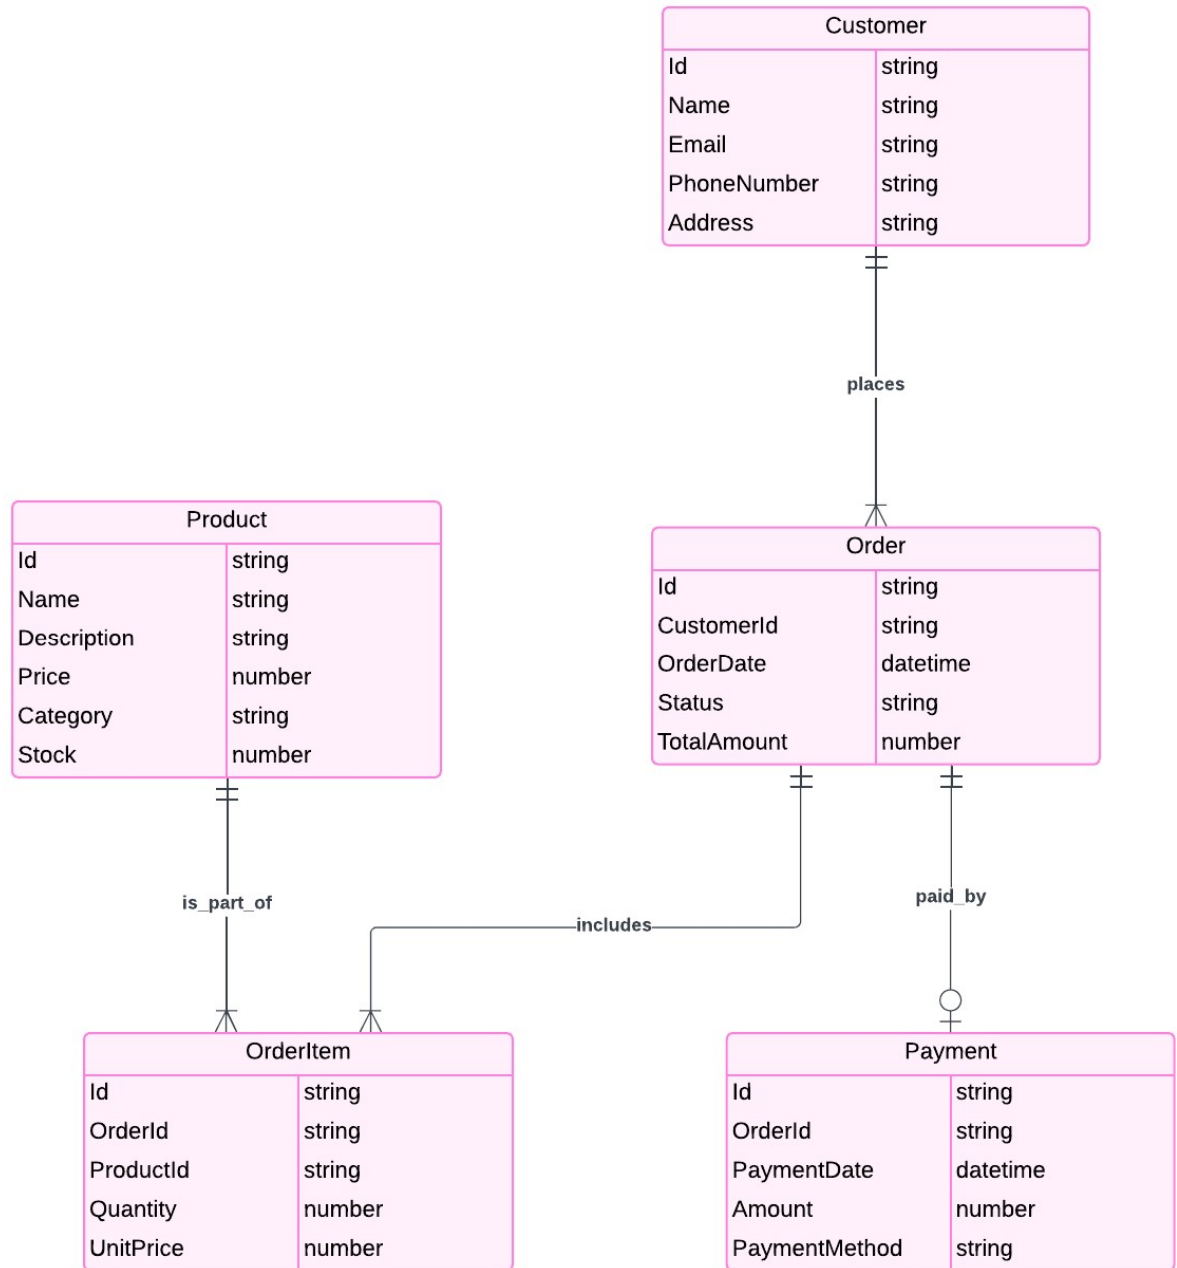 Customer
Id string
Name string
Email string
PhoneNumber string
Address string
places
Product
Id string
Name string
Description string
Price number
Category string
Stock number
Order
Id string
CustomerId string
OrderDate datetime
Status string
TotalAmount number
is_part_of
includes
paid_by
OrderItem
Id string
OrderId string
ProductId string
Quantity number
UnitPrice number
Payment
Id string
OrderId string
PaymentDate datetime
Amount number
PaymentMethod string